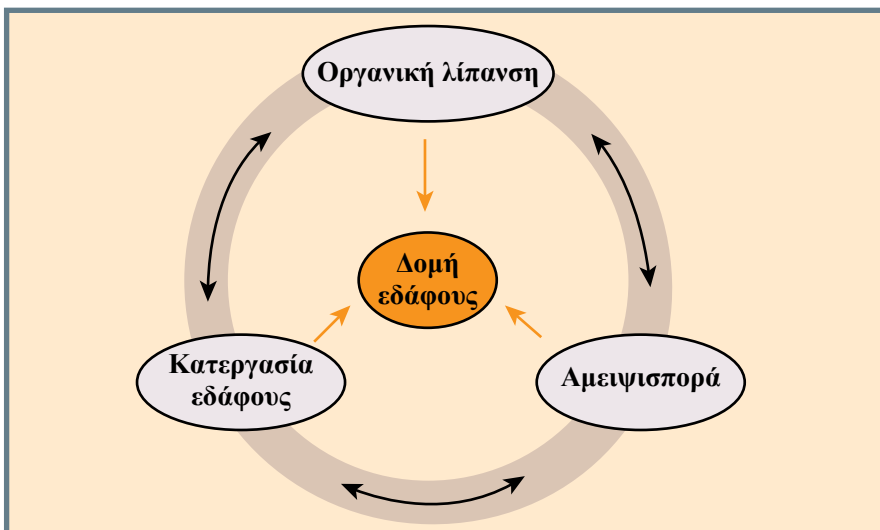 Οργανική λίπανση
Δομή
εδάφους
Κατεργασία
εδάφους
Αμειψισπορά